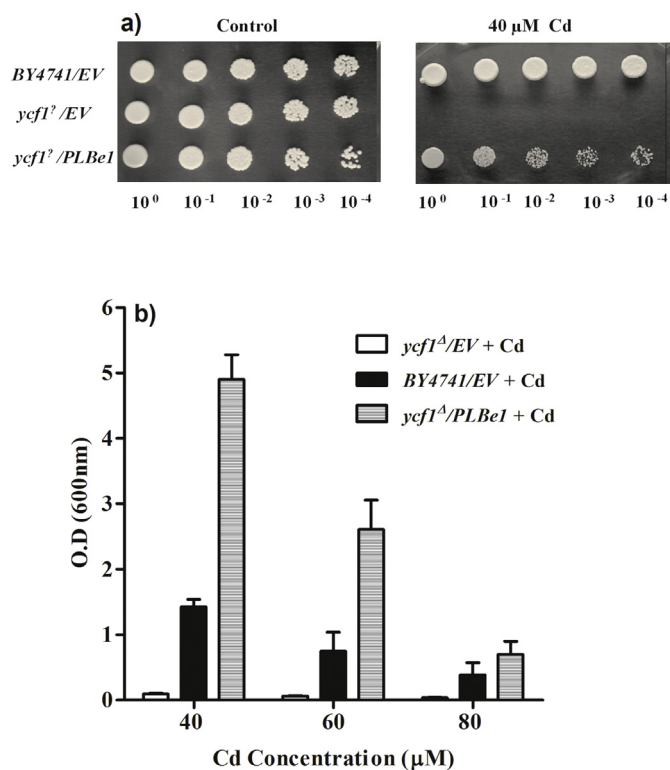 a)
Control
40 µM Cd
BY4741/EV
ycf1? /EV
ycf1? /PLBe1
10⁰ 10⁻¹ 10⁻² 10⁻³ 10⁻⁴
10⁰ 10⁻¹ 10⁻² 10⁻³ 10⁻⁴
b)
ycf1Δ/EV + Cd
BY4741/EV + Cd
ycf1Δ/PLBe1 + Cd
O.D (600nm)
6
5
4
3
2
1
0
40 60 80
Cd Concentration (µM)